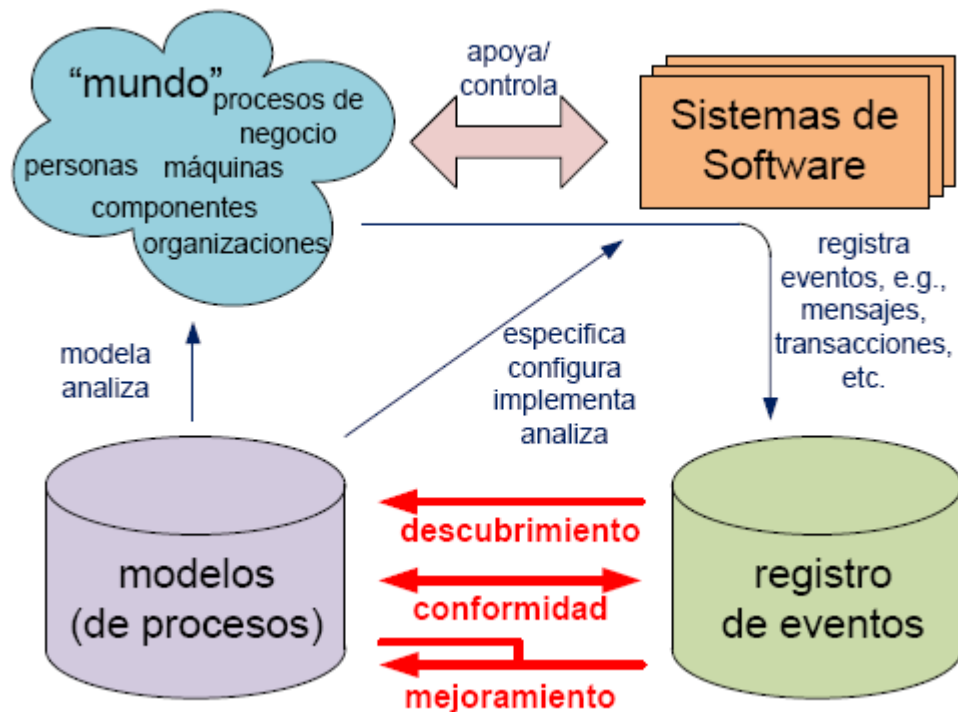 “mundo”
procesos de
negocio
personas
máquinas
componentes
organizaciones
apoya/
controla
Sistemas de
Software
registra
eventos, e.g.,
mensajes,
transacciones,
etc.
modela
analiza
especifica
configura
implementa
analiza
modelos
(de procesos)
descubrimiento
conformidad
mejoramiento
registro
de eventos